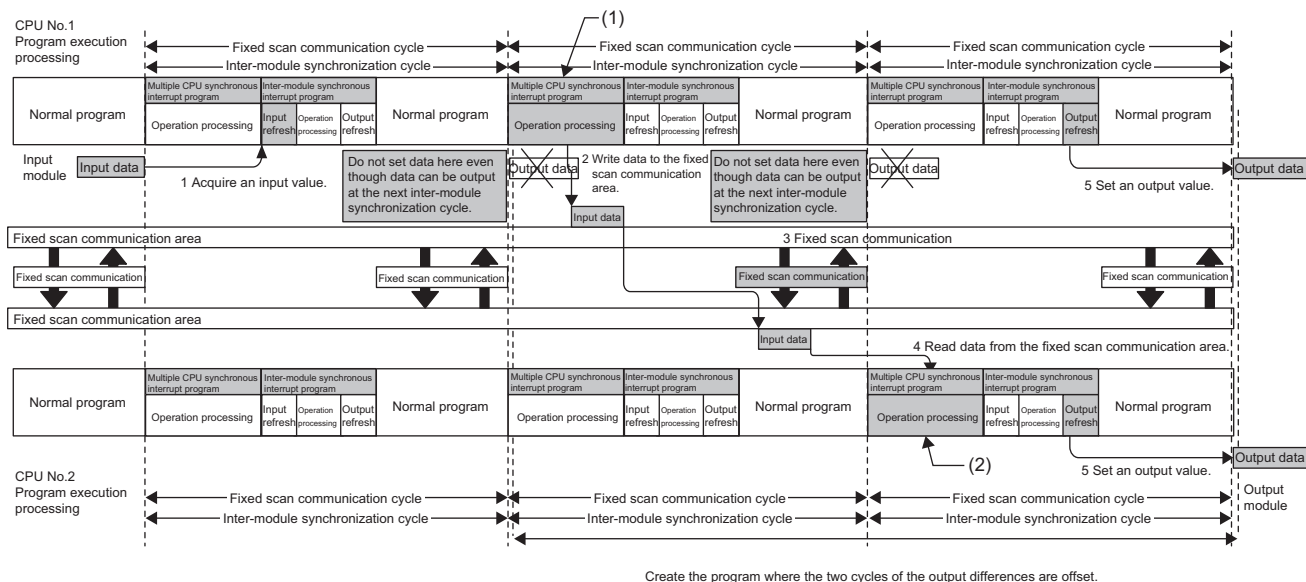 CPU No.1
Program execution
processing
(1)
Fixed scan communication cycle
Fixed scan communication cycle
Fixed scan communication cycle
Inter-module synchronization cycle
Inter-module synchronization cycle
Inter-module synchronization cycle
Normal program
Multiple CPU synchronous
interrupt program
Inter-module synchronous
interrupt program
Operation processing
Input
refresh
Operation
processing
Output
refresh
Normal program
Multiple CPU synchronous
interrupt program
Inter-module synchronous
interrupt program
Operation processing
Input
refresh
Operation
processing
Output
refresh
Normal program
Multiple CPU synchronous
interrupt program
Inter-module synchronous
interrupt program
Operation processing
Input
refresh
Operation
processing
Output
refresh
Normal program
Input
module
Input data
1 Acquire an input value.
Do not set data here even
though data can be output
at the next inter-module
synchronization cycle.
Output data
2 Write data to the fixed
scan communication
area.
Input data
Do not set data here even
though data can be output
at the next inter-module
synchronization cycle.
Output data
5 Set an output value.
Output data
Fixed scan communication area
3 Fixed scan communication
Fixed scan communication
Fixed scan communication
Fixed scan communication
Fixed scan communication
Fixed scan communication area
Input data
4 Read data from the fixed scan communication area.
Normal program
Multiple CPU synchronous
interrupt program
Inter-module synchronous
interrupt program
Operation processing
Input
refresh
Operation
processing
Output
refresh
Normal program
Multiple CPU synchronous
interrupt program
Inter-module synchronous
interrupt program
Operation processing
Input
refresh
Operation
processing
Output
refresh
Normal program
Multiple CPU synchronous
interrupt program
Inter-module synchronous
interrupt program
Operation processing
Input
refresh
Operation
processing
Output
refresh
Normal program
(2)
5 Set an output value.
Output data
CPU No.2
Program execution
processing
Fixed scan communication cycle
Fixed scan communication cycle
Fixed scan communication cycle
Output
module
Inter-module synchronization cycle
Inter-module synchronization cycle
Inter-module synchronization cycle
Create the program where the two cycles of the output differences are offset.